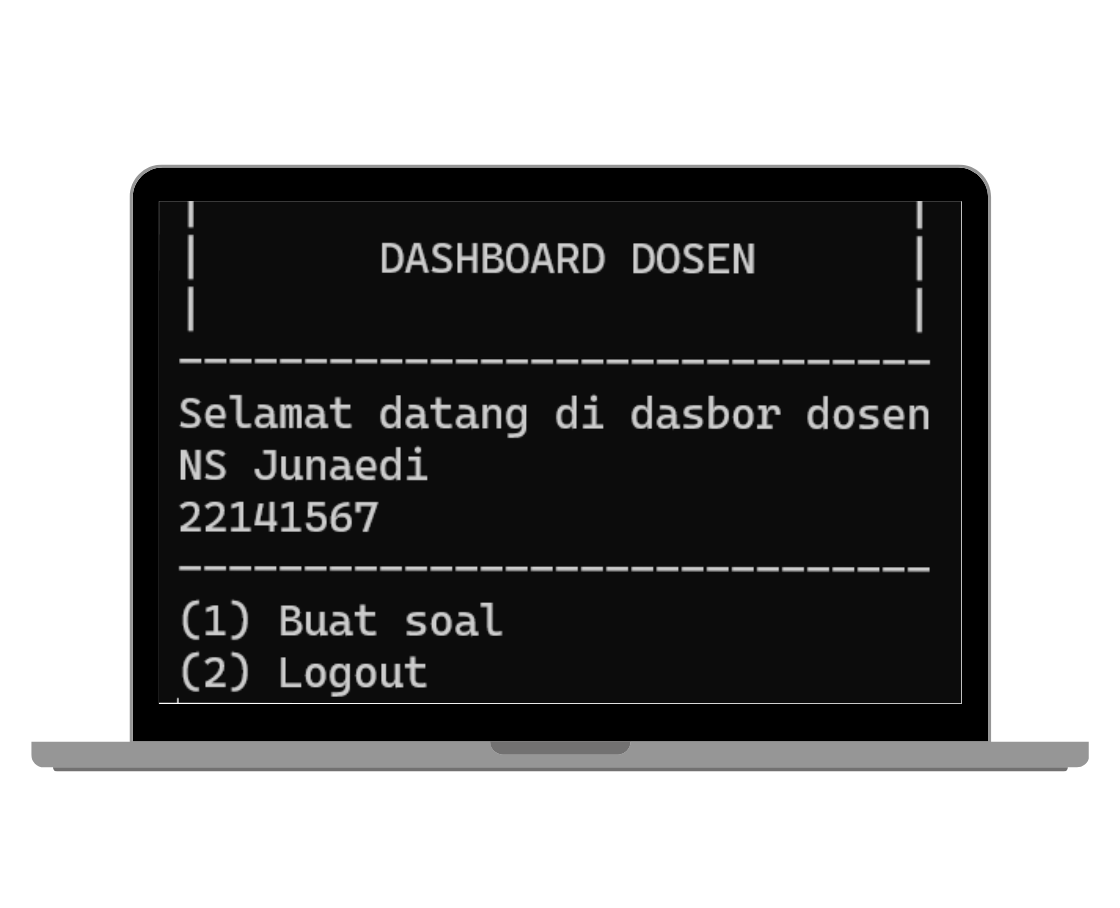 DASHBOARD DOSEN
Selamat datang di dasbor dosen
NS Junaedi
22141567
(1) Buat soal
(2) Logout